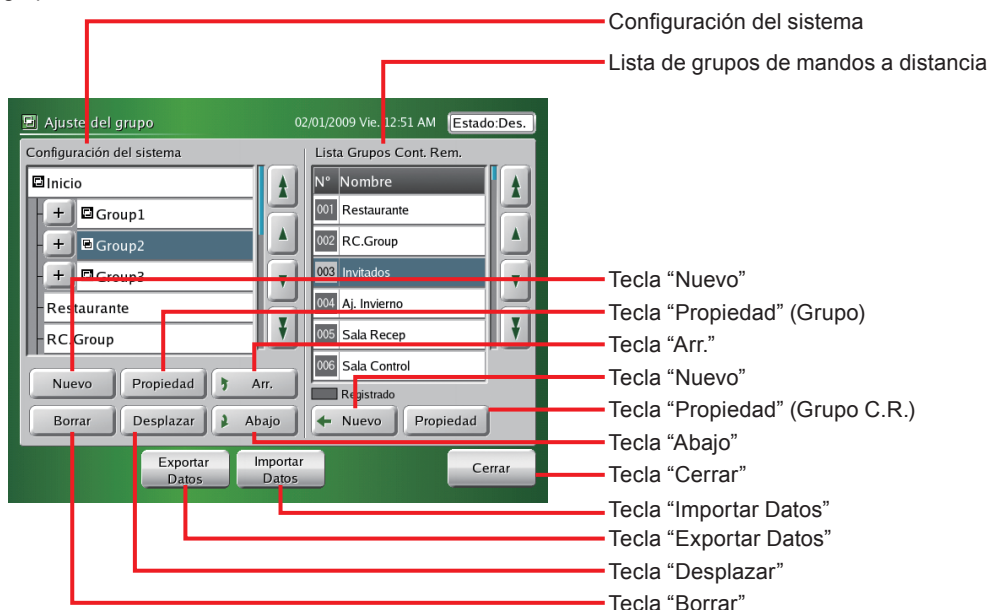 Configuración del sistema
Lista de grupos de mandos a distancia
Ajuste del grupo
02/01/2009 Vie. 12:51 AM
Estado:Des.
Configuración del sistema
Inicio
+ Group1
+ Group2
+ Group3
Restaurante
RC.Group
Nuevo
Propiedad
Arr.
Borrar
Desplazar
Abajo
Lista Grupos Cont. Rem.
Nº Nombre
001 Restaurante
002 RC.Group
003 Invitados
004 Aj. Invierno
005 Sala Recep
006 Sala Control
Registrado
Nuevo
Propiedad
Exportar
Datos
Importar
Datos
Cerrar
Tecla “Nuevo”
Tecla “Propiedad” (Grupo)
Tecla “Arr.”
Tecla “Nuevo”
Tecla “Propiedad” (Grupo C.R.)
Tecla “Abajo”
Tecla “Cerrar”
Tecla “Importar Datos”
Tecla “Exportar Datos”
Tecla “Desplazar”
Tecla “Borrar”